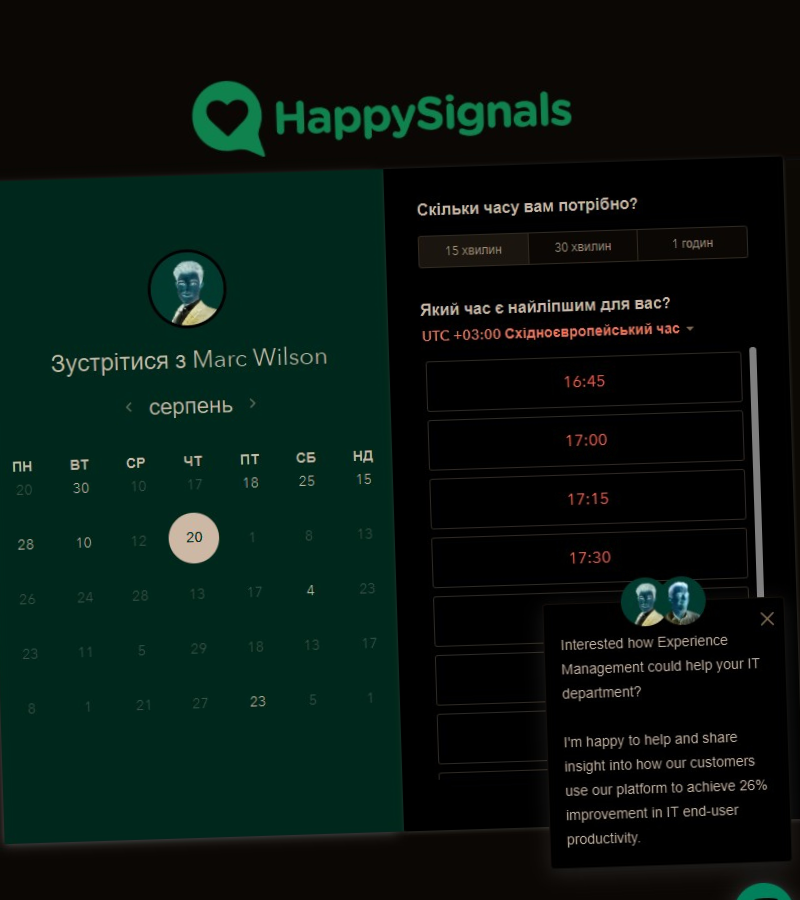 HappySignals
Зустрітися з Marc Wilson
серпень
ПН ВТ СР ЧТ ПТ СБ НД
20 30 10 17 18 25 15
28 10 12 20 1 8 13
26 24 28 13 17 4 23
23 11 5 29 18 13 17
8 1 21 27 23 5 1
Скільки часу вам потрібно?
15 хвилин 30 хвилин 1 годин
Який час є найліпшим для вас?
UTC +03:00 Східноєвропейський час
16:45
17:00
17:15
17:30
Interested how Experience
Management could help your IT
department?
I'm happy to help and share
insight into how our customers
use our platform to achieve 26%
improvement in IT end-user
productivity.